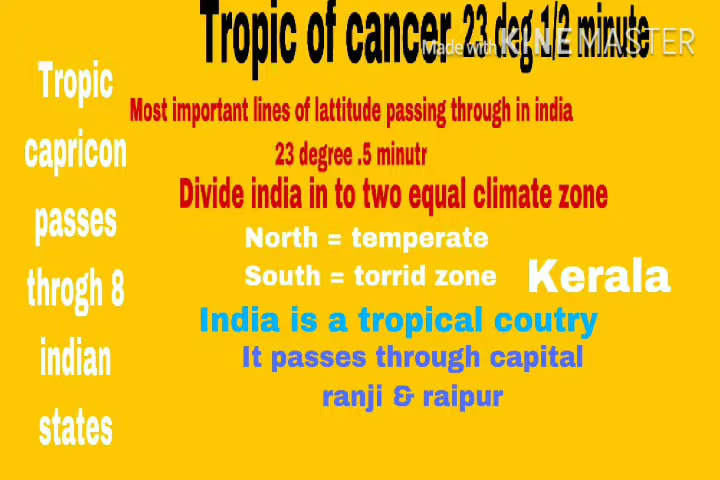 Tropic of cancer 23 deg 1/2 minute
Made with KINEMASTER
Tropic
capricon
passes
throgh 8
indian
states
Most important lines of lattitude passing through in india
23 degree .5 minutr
Divide india in to two equal climate zone
North = temperate
South = torrid zone
Kerala
India is a tropical coutry
It passes through capital
ranji & raipur